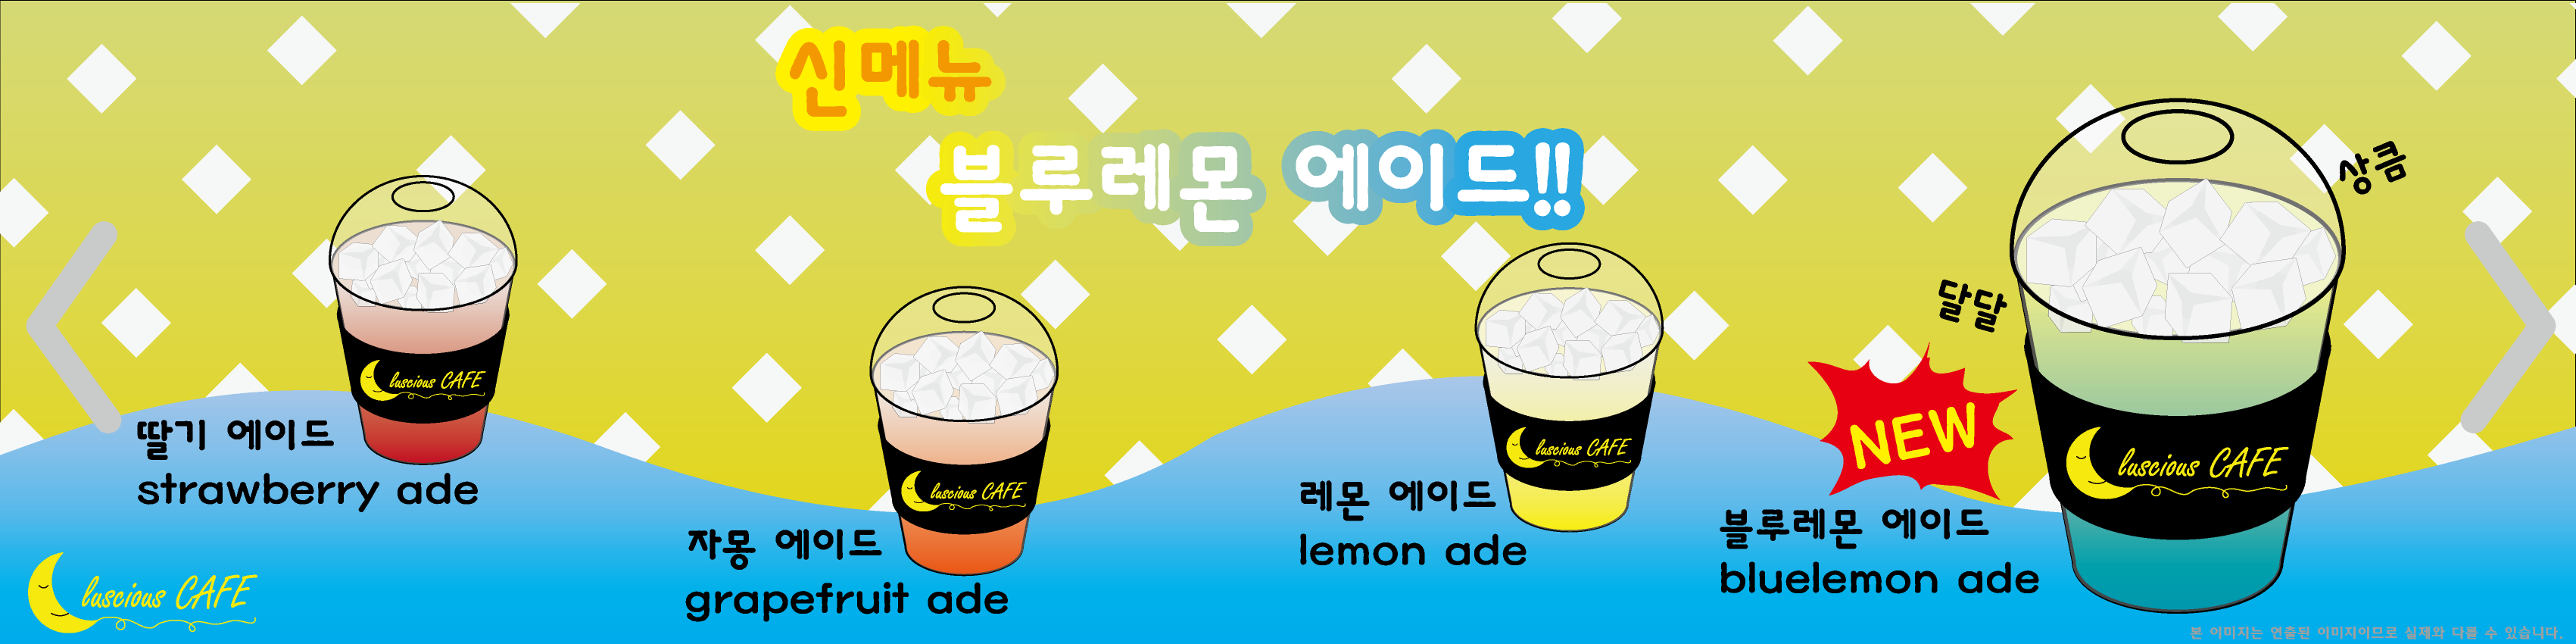 신메뉴
블루레몬 에이드!!
상큼
달달
NEW
luscious CAFE
luscious CAFE
luscious CAFE
luscious CAFE
딸기 에이드
strawberry ade
자몽 에이드
grapefruit ade
레몬 에이드
lemon ade
블루레몬 에이드
bluelemon ade
luscious CAFE
본 이미지는 연출된 이미지이므로 실제와 다를 수 있습니다.